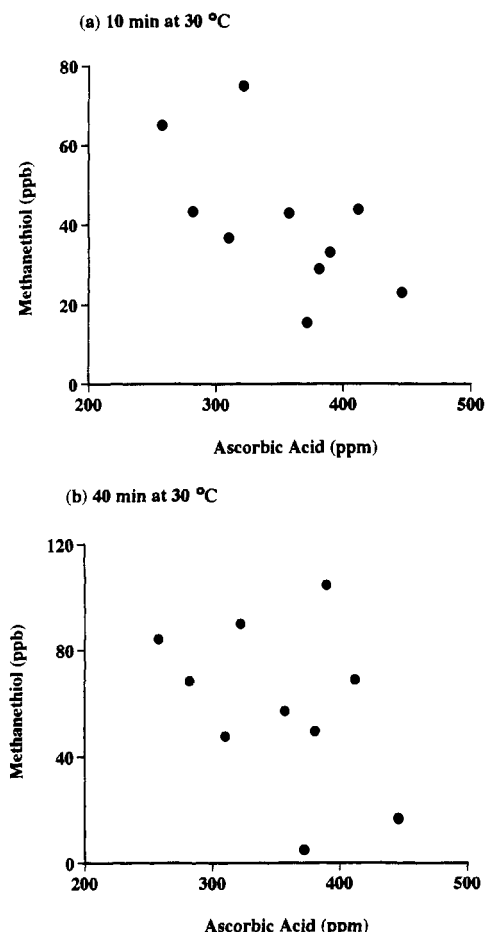 (a) 10 min at 30 °C
80
60
40
20
0
Methanethiol (ppb)
200 300 400 500
Ascorbic Acid (ppm)
(b) 40 min at 30 °C
120
80
40
0
Methanethiol (ppb)
200 300 400 500
Ascorbic Acid (ppm)